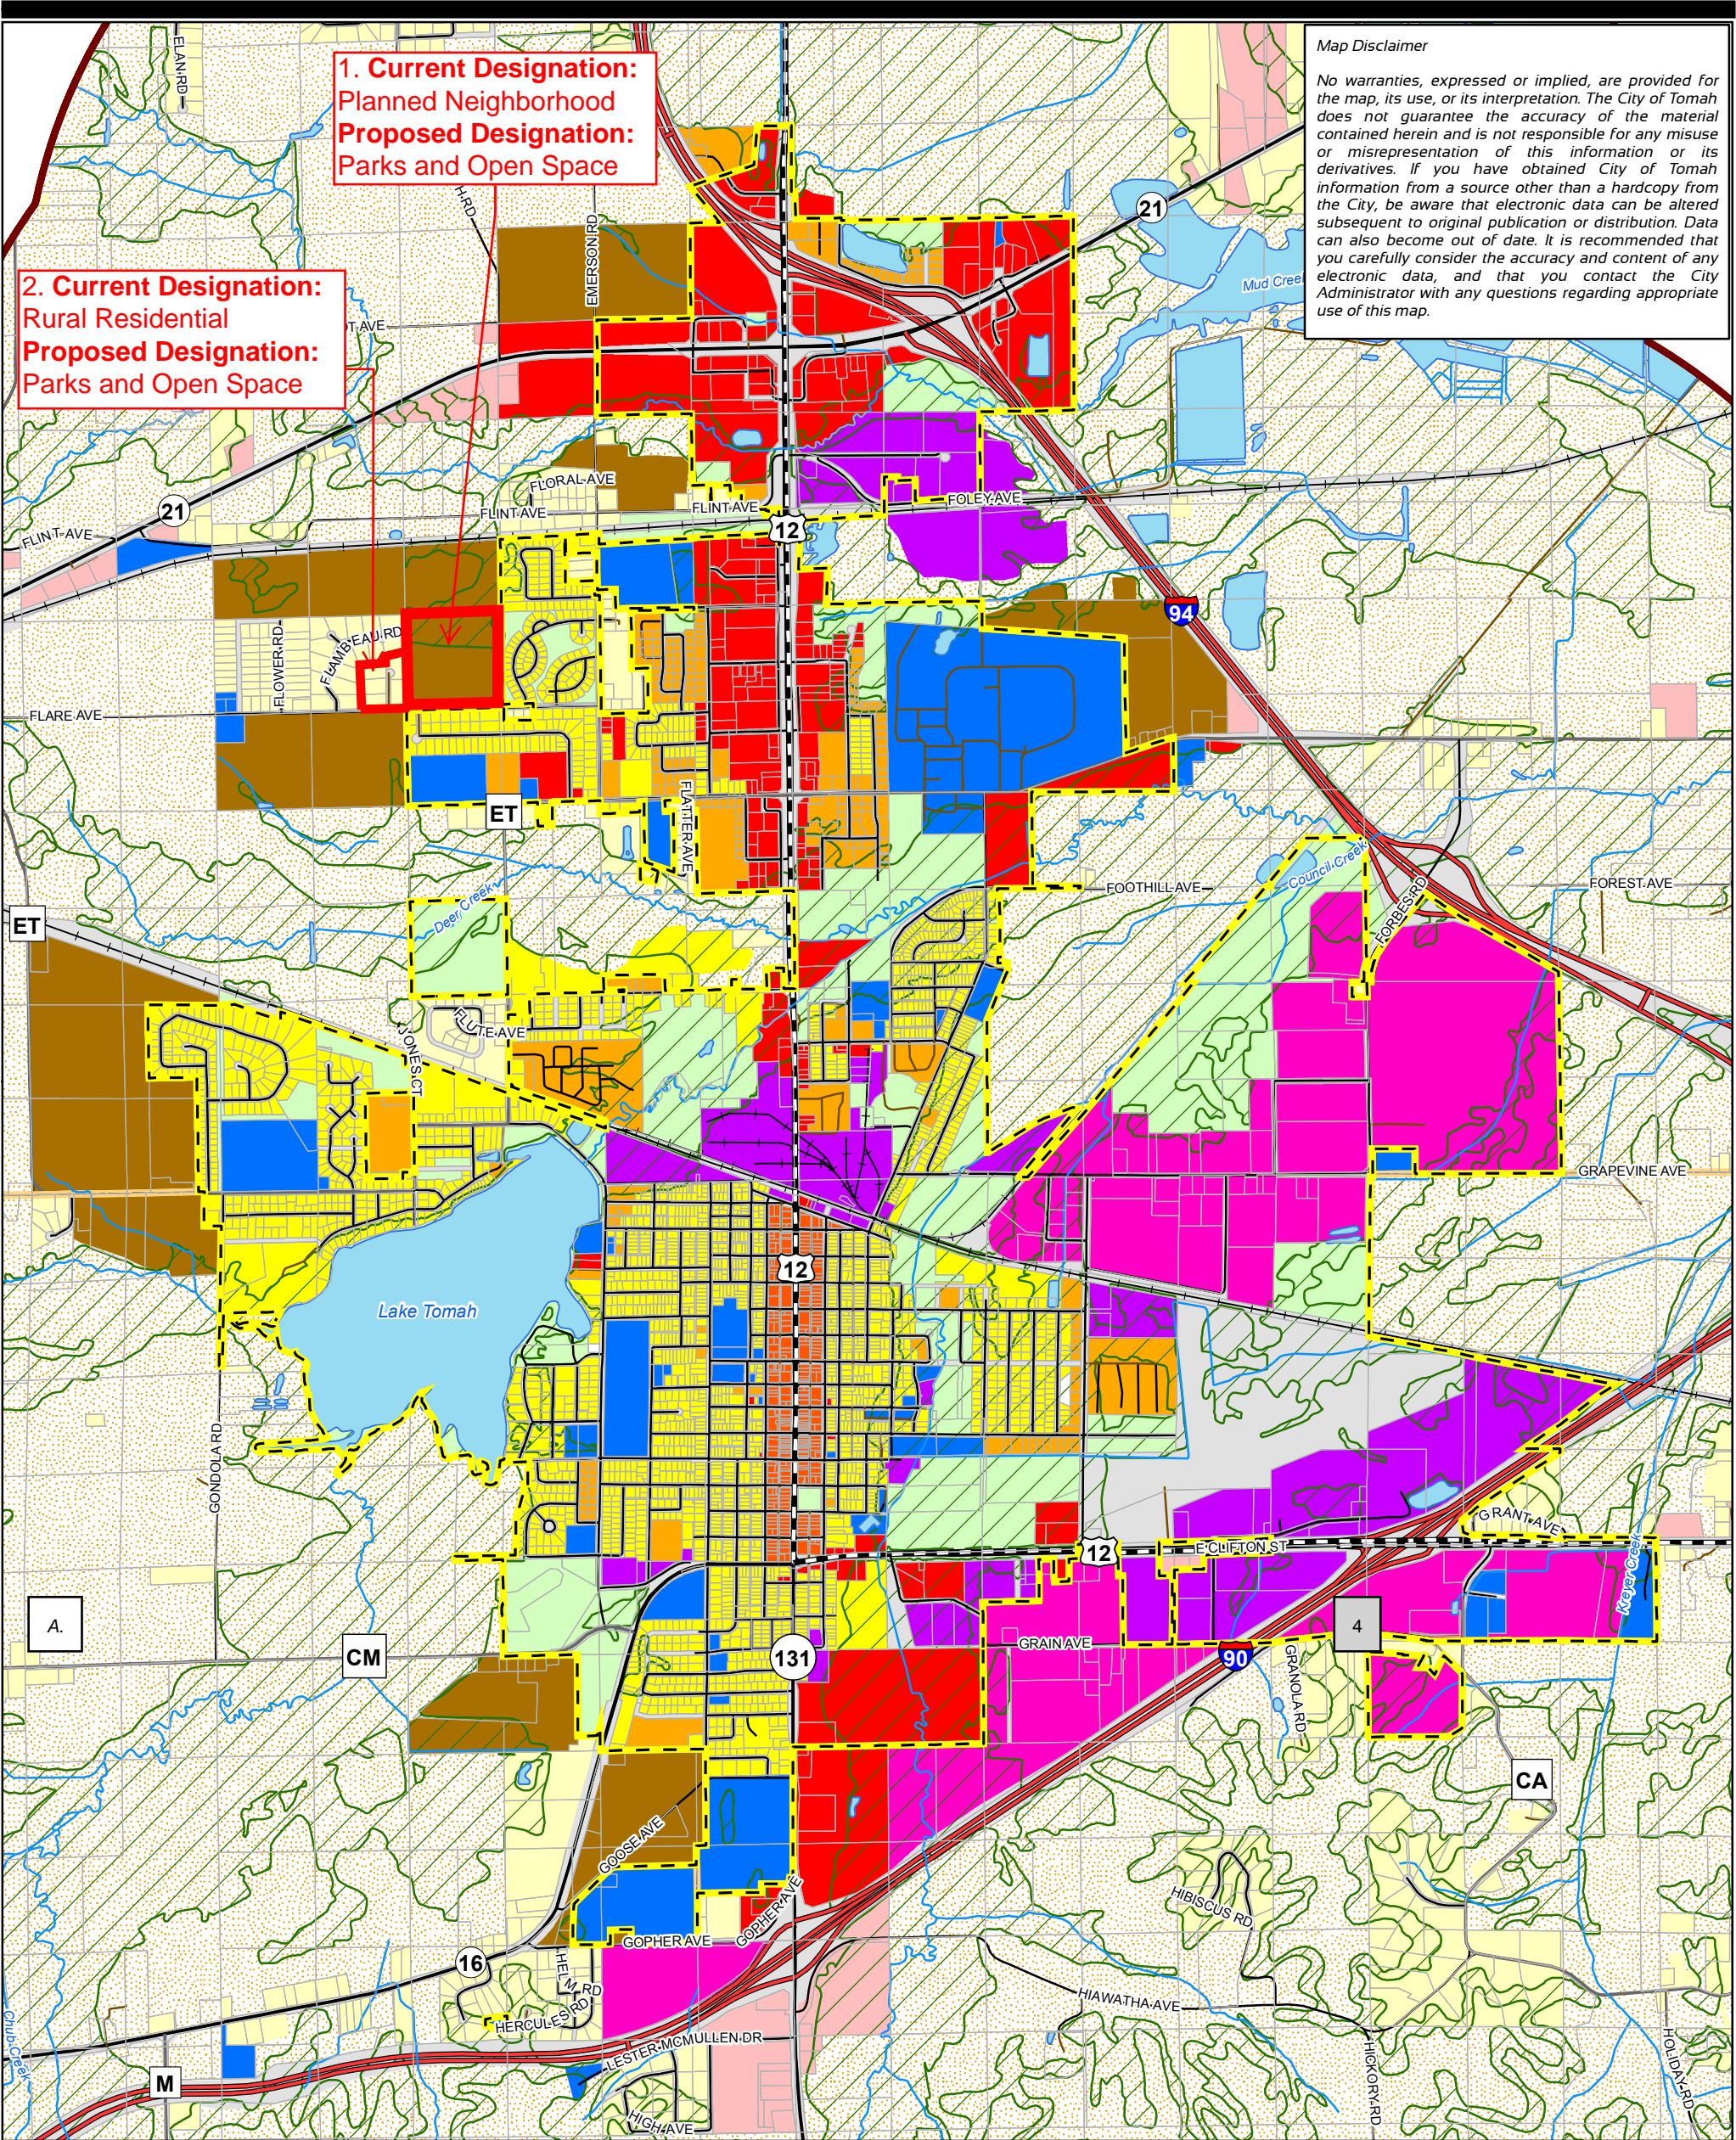 Map Disclaimer
No warranties, expressed or implied, are provided for
the map, its use, or its interpretation. The City of Tomah
does not guarantee the accuracy of the material
contained herein and is not responsible for any misuse
or misrepresentation of this information or its
derivatives. If you have obtained City of Tomah
information from a source other than a hardcopy from
the City, be aware that electronic data can be altered
subsequent to original publication or distribution. Data
can also become out of date. It is recommended that
you carefully consider the accuracy and content of any
electronic data, and that you contact the City
Administrator with any questions regarding appropriate
use of this map.
ELAN RD
1. Current Designation:
Planned Neighborhood
Proposed Designation:
Parks and Open Space
EMERSON RD
21
Mud Creek
2. Current Designation:
Rural Residential
Proposed Designation:
Parks and Open Space
FLORAL AVE
FLINT AVE
FLINT AVE
FOLEY AVE
21
FLINT AVE
12
94
FLAMBEAU RD
FLOWER RD
FLARE AVE
ET
FLATTER AVE
Council Creek
FOOTHILL AVE
FOREST AVE
FORBES RD
Deer Creek
ET
FLUTE AVE
JONES CT
GRAPEVINE AVE
12
Lake Tomah
GONDOLA RD
GRANT AVE
12
E CLIFTON ST
Kreyer Creek
A.
4
CM
131
GRAIN AVE
90
GRANOLA RD
CA
GOOSE AVE
HIBISCUS RD
GOPHER AVE
GOPHER AVE
16
HELM RD
HERCULES RD
HIAWATHA AVE
Chub Creek
LESTER MCMULLEN DR
HICKORY RD
HOLIDAY RD
M
HIGH AVE